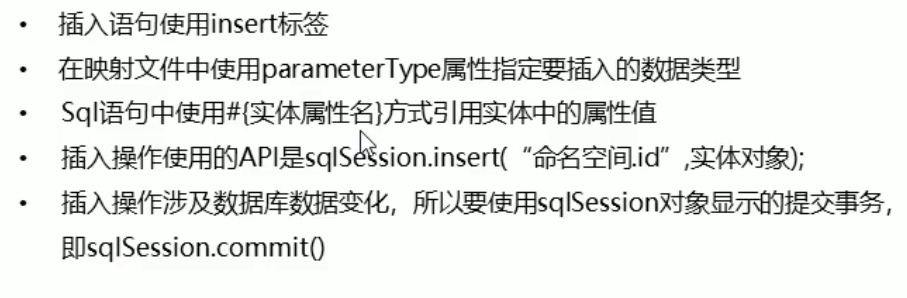 • 插入语句使用insert标签
• 在映射文件中使用parameterType属性指定要插入的数据类型
• Sql语句中使用#{实体属性名}方式引用实体中的属性值
• 插入操作使用的API是sqlSession.insert(“命名空间.id”,实体对象);
• 插入操作涉及数据库数据变化，所以要使用sqlSession对象显示的提交事务，
即sqlSession.commit()